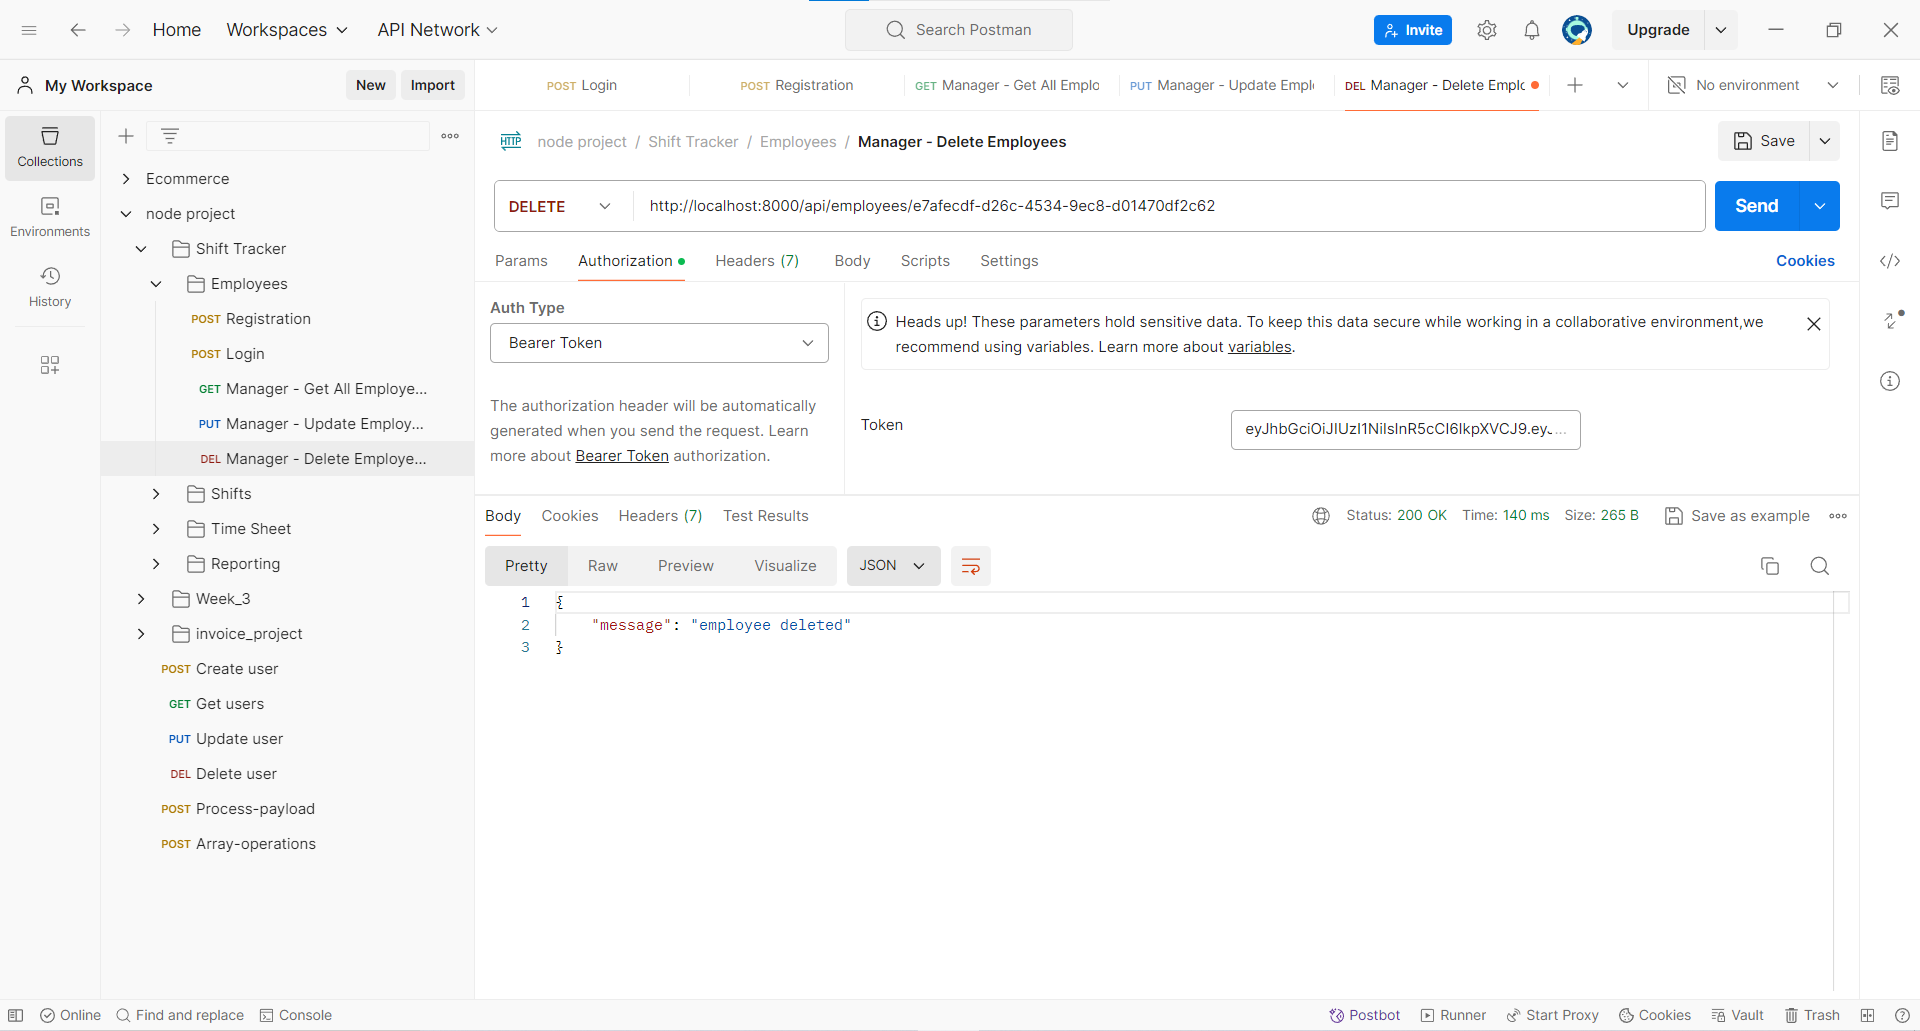 Home Workspaces API Network Search Postman Invite Upgrade
My Workspace New Import
POST Login POST Registration GET Manager - Get All Emplo PUT Manager - Update Empl DEL Manager - Delete Emplo No environment
Collections
Environments
History
Ecommerce
node project
Shift Tracker
Employees
POST Registration
POST Login
GET Manager - Get All Employe...
PUT Manager - Update Employ...
DEL Manager - Delete Employe...
Shifts
Time Sheet
Reporting
Week_3
invoice_project
POST Create user
GET Get users
PUT Update user
DEL Delete user
POST Process-payload
POST Array-operations
HTTP node project / Shift Tracker / Employees / Manager - Delete Employees Save
DELETE http://localhost:8000/api/employees/e7afecdf-d26c-4534-9ec8-d01470df2c62 Send
Params Authorization Headers (7) Body Scripts Settings Cookies
Auth Type
Bearer Token
The authorization header will be automatically
generated when you send the request. Learn
more about Bearer Token authorization.
Heads up! These parameters hold sensitive data. To keep this data secure while working in a collaborative environment,we
recommend using variables. Learn more about variables.
Token eyJhbGciOiJIUzI1NiIsInR5cCI6IkpXVCJ9.eyJ...
Body Cookies Headers (7) Test Results Status: 200 OK Time: 140 ms Size: 265 B Save as example
Pretty Raw Preview Visualize JSON
1 {
2 "message": "employee deleted"
3 }
Online Find and replace Console Postbot Runner Start Proxy Cookies Vault Trash